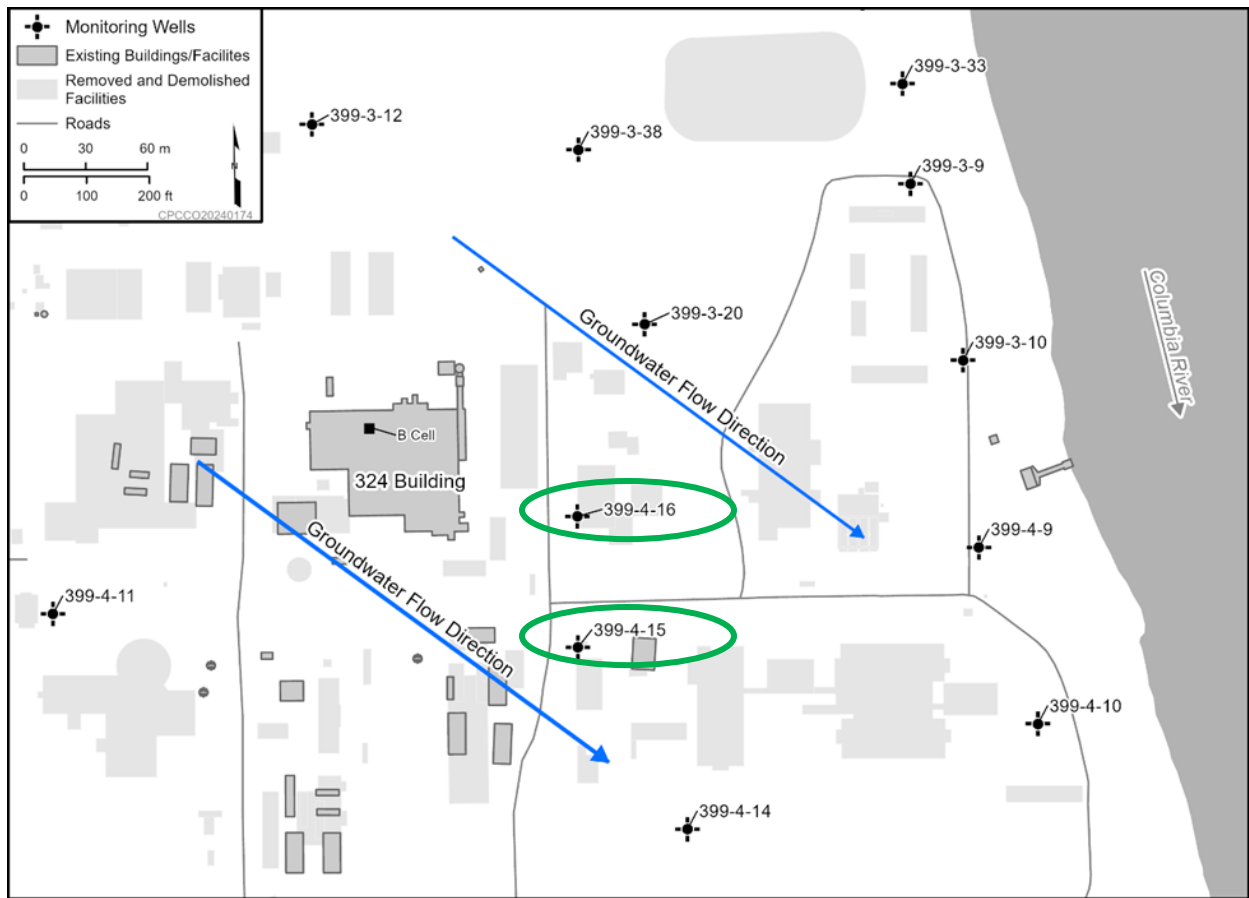 Monitoring Wells
Existing Buildings/Facilites
Removed and Demolished
Facilities
Roads
0 30 60 m
0 100 200 ft
N
CPCCO20240174
399-3-12
399-3-38
399-3-33
399-3-9
399-3-20
Groundwater Flow Direction
399-3-10
Columbia River
B Cell
324 Building
399-4-16
Groundwater Flow Direction
399-4-9
399-4-11
399-4-15
399-4-10
399-4-14